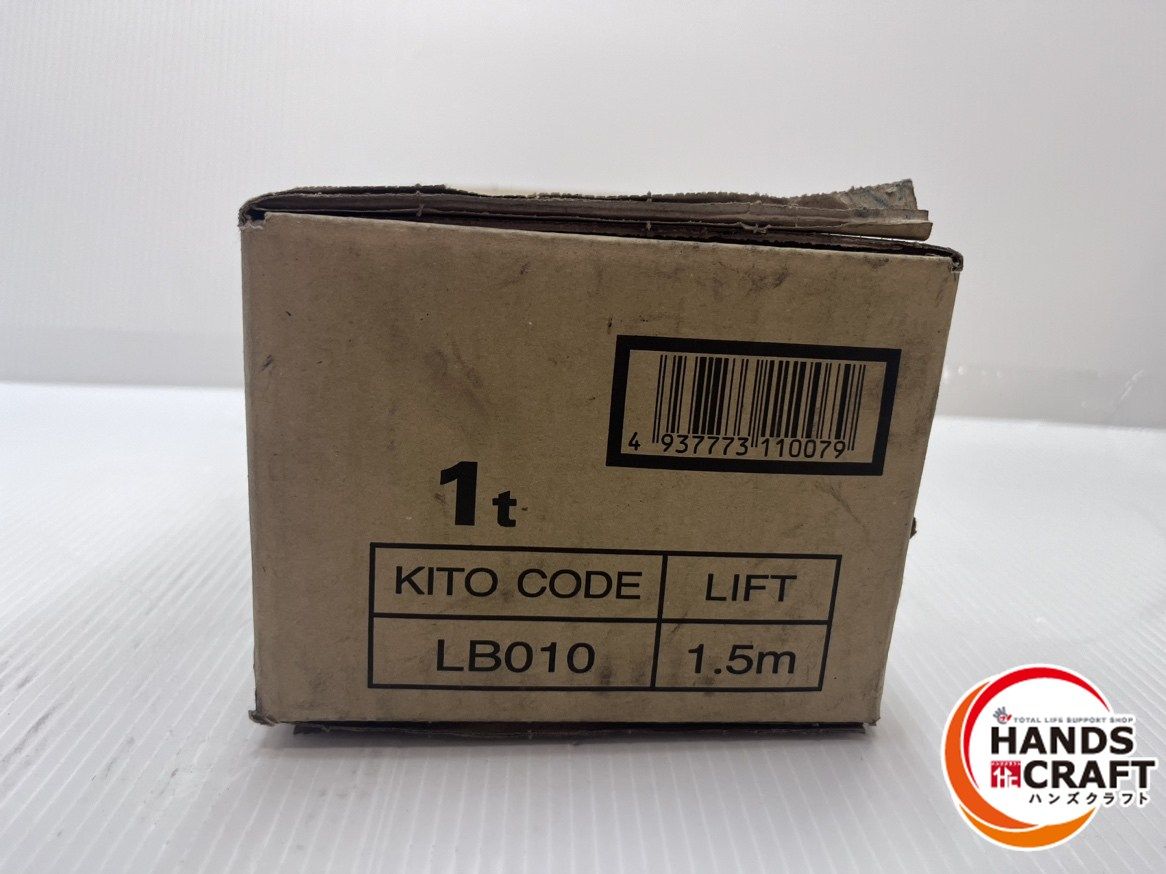 4 937773 110079
1t
KITO CODE LIFT
LB010 1.5m
TOTAL LIFE SUPPORT SHOP
HANDS
CRAFT
ハンズクラフト